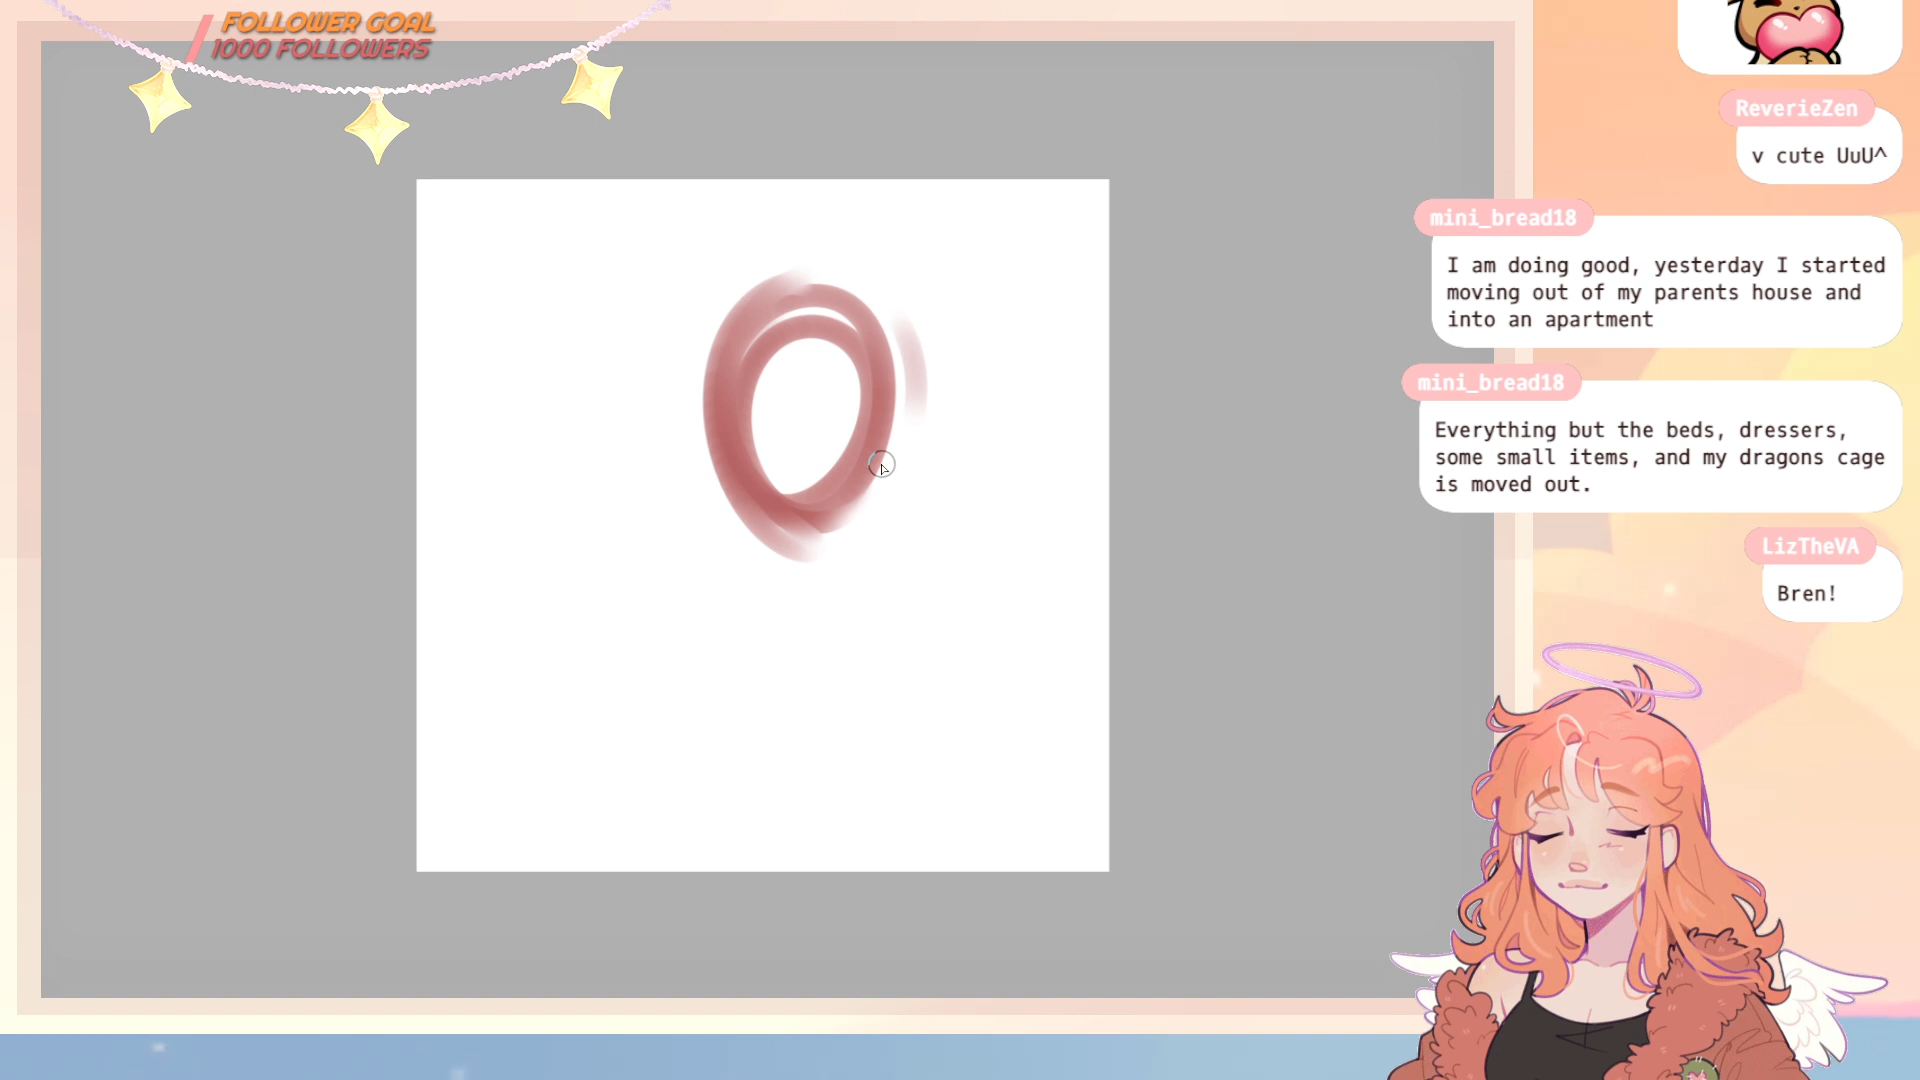 FOLLOWER GOAL
1000 FOLLOWERS
ReverieZen
v cute UuU^
mini_bread18
I am doing good, yesterday I started
moving out of my parents house and
into an apartment
mini_bread18
Everything but the beds, dressers,
some small items, and my dragons cage
is moved out.
LizTheVA
Bren!